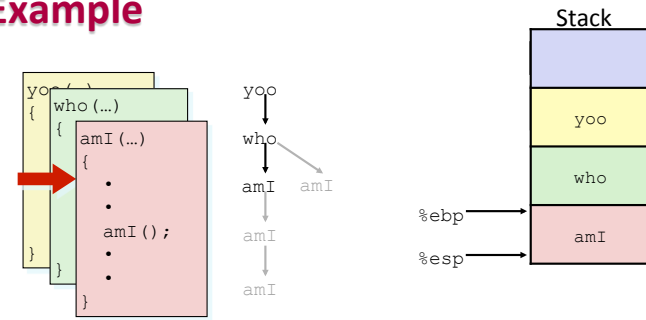 Example
yoo(…)
{
}
who(…)
{
}
amI(…)
{
•
•
amI();
•
•
}
yoo
who
amI amI
amI
amI
Stack
yoo
who
amI
%ebp
%esp